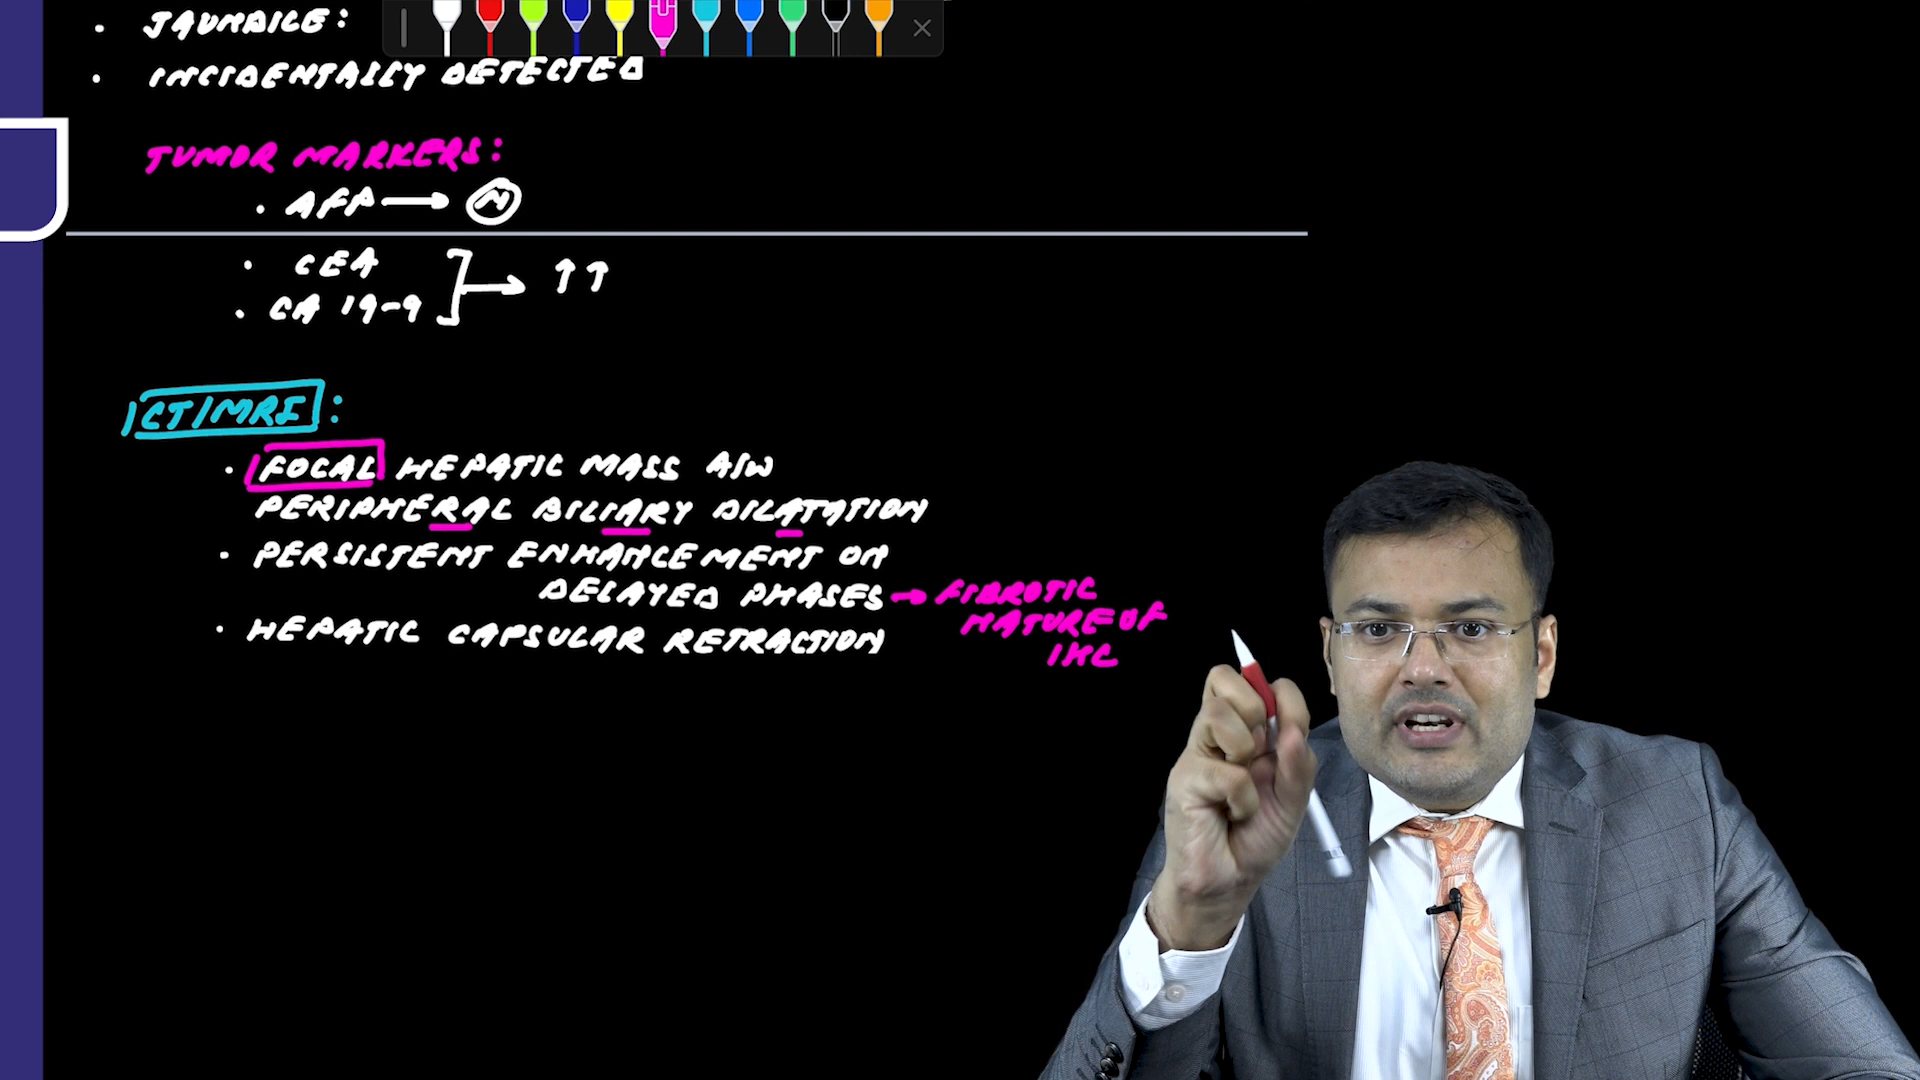 • JAUNDICE:
• INCIDENTALLY DETECTED
TUMOR MARKERS:
• AFP → N
• CEA
• CA 19-9 ] → ↑↑
CT/MRI:
• FOCAL HEPATIC MASS A/W
PERIPHERAL BILIARY DILATATION
• PERSISTENT ENHANCEMENT ON
DELAYED PHASES → FIBROTIC
NATURE OF
IHC
• HEPATIC CAPSULAR RETRACTION